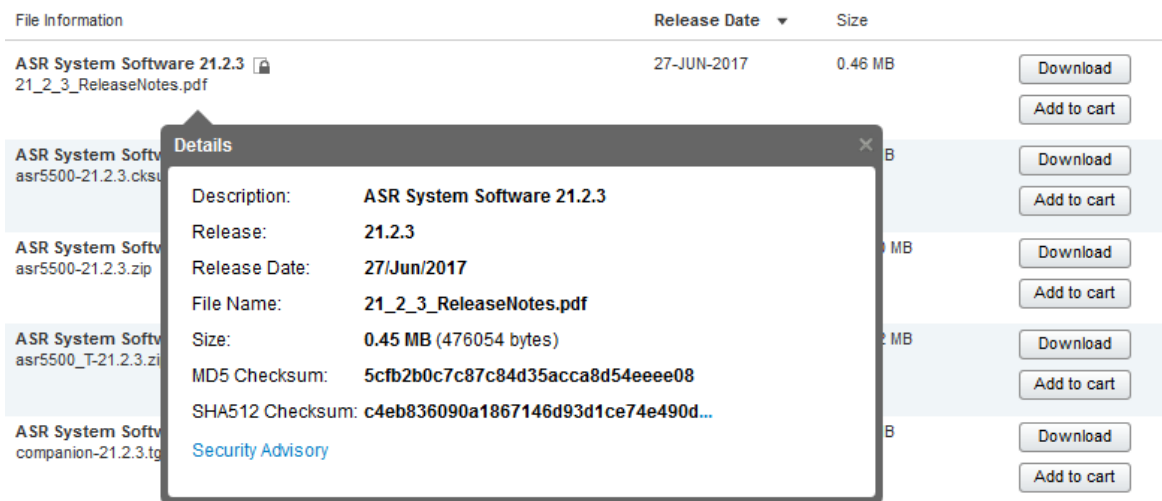 File Information Release Date Size
ASR System Software 21.2.3 27-JUN-2017 0.46 MB Download
21_2_3_ReleaseNotes.pdf
Add to cart
Details
ASR System Softw B Download
asr5500-21.2.3.cksu
Add to cart
Description: ASR System Software 21.2.3
Release: 21.2.3
ASR System Softw MB Download
asr5500-21.2.3.zip
Release Date: 27/Jun/2017
Add to cart
File Name: 21_2_3_ReleaseNotes.pdf
ASR System Softw MB Download
Size: 0.45 MB (476054 bytes)
asr5500_T-21.2.3.zi
MD5 Checksum: 5cfb2b0c7c87c84d35acca8d54eeee08
Add to cart
SHA512 Checksum: c4eb836090a1867146d93d1ce74e490d...
ASR System Softw B Download
companion-21.2.3.tg
Security Advisory
Add to cart